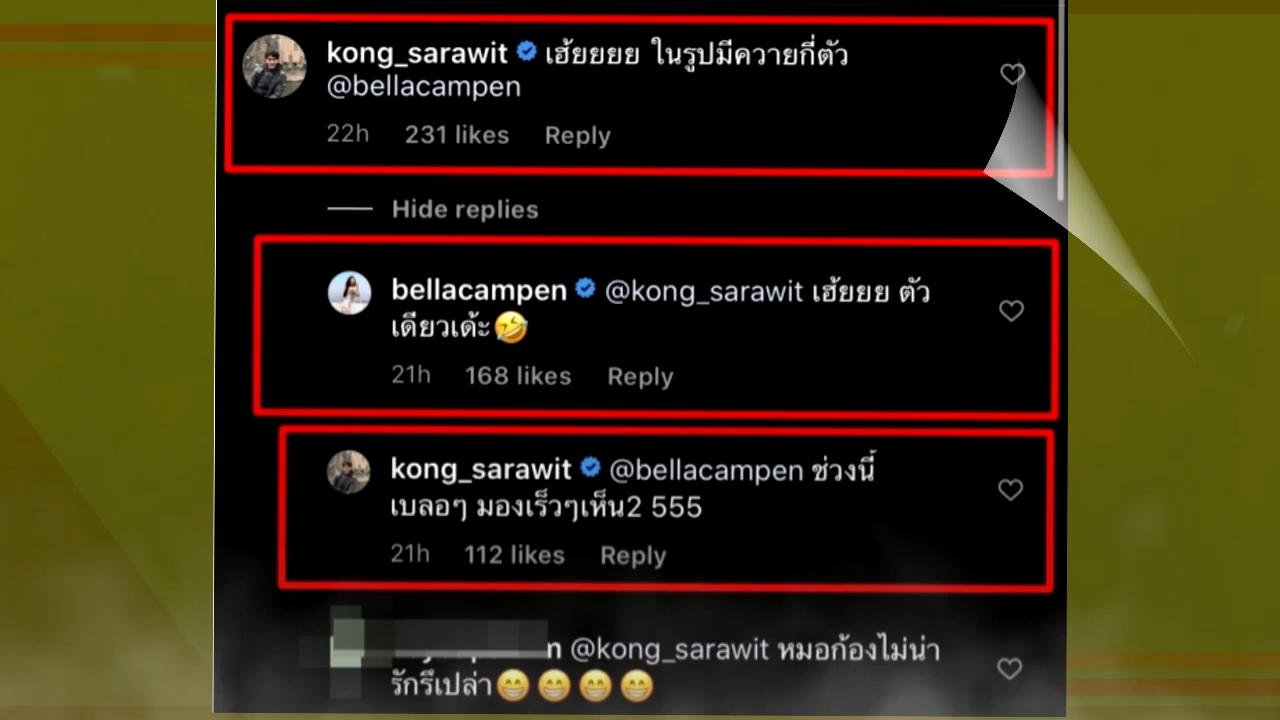 kong_sarawit เฮ้ยยยย ในรูปมีควายกี่ตัว
@bellacampen
22h 231 likes Reply
Hide replies
bellacampen @kong_sarawit เฮ้ยยย ตัว
เดียวเด้ะ🤣
21h 168 likes Reply
kong_sarawit @bellacampen ช่วงนี้
เบลอๆ มองเร็วๆเห็น2 555
21h 112 likes Reply
@kong_sarawit หมอก้องไม่น่า
รักรึเปล่า😁😁😁😁